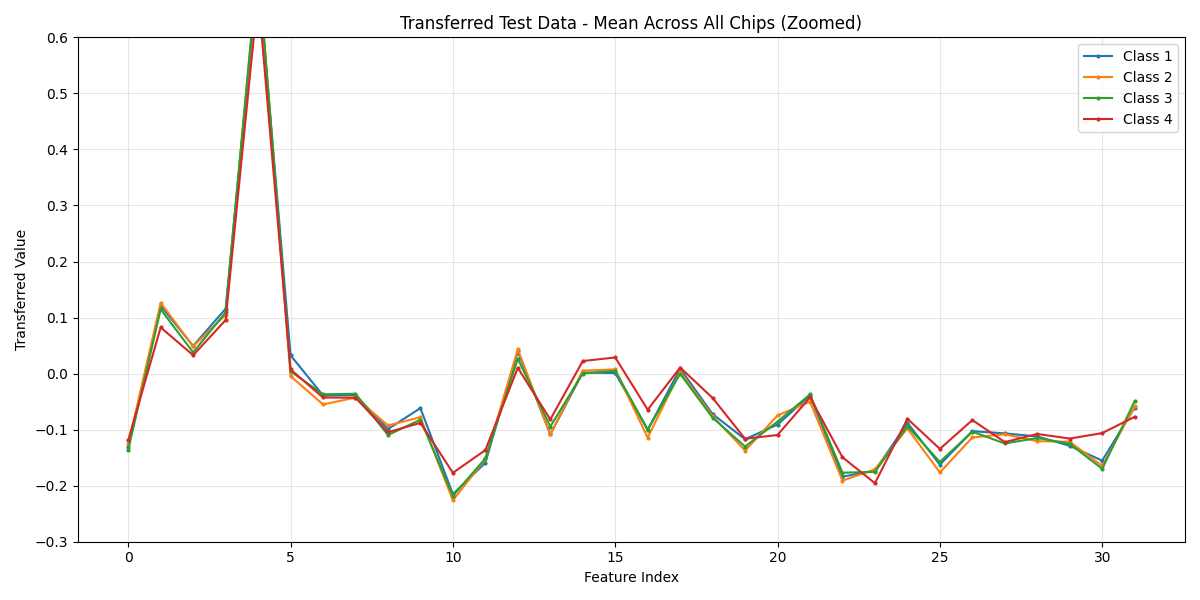 Transferred Test Data - Mean Across All Chips (Zoomed)
0.6
0.5
0.4
0.3
0.2
0.1
0.0
−0.1
−0.2
−0.3
Transferred Value
Class 1
Class 2
Class 3
Class 4
0 5 10 15 20 25 30
Feature Index